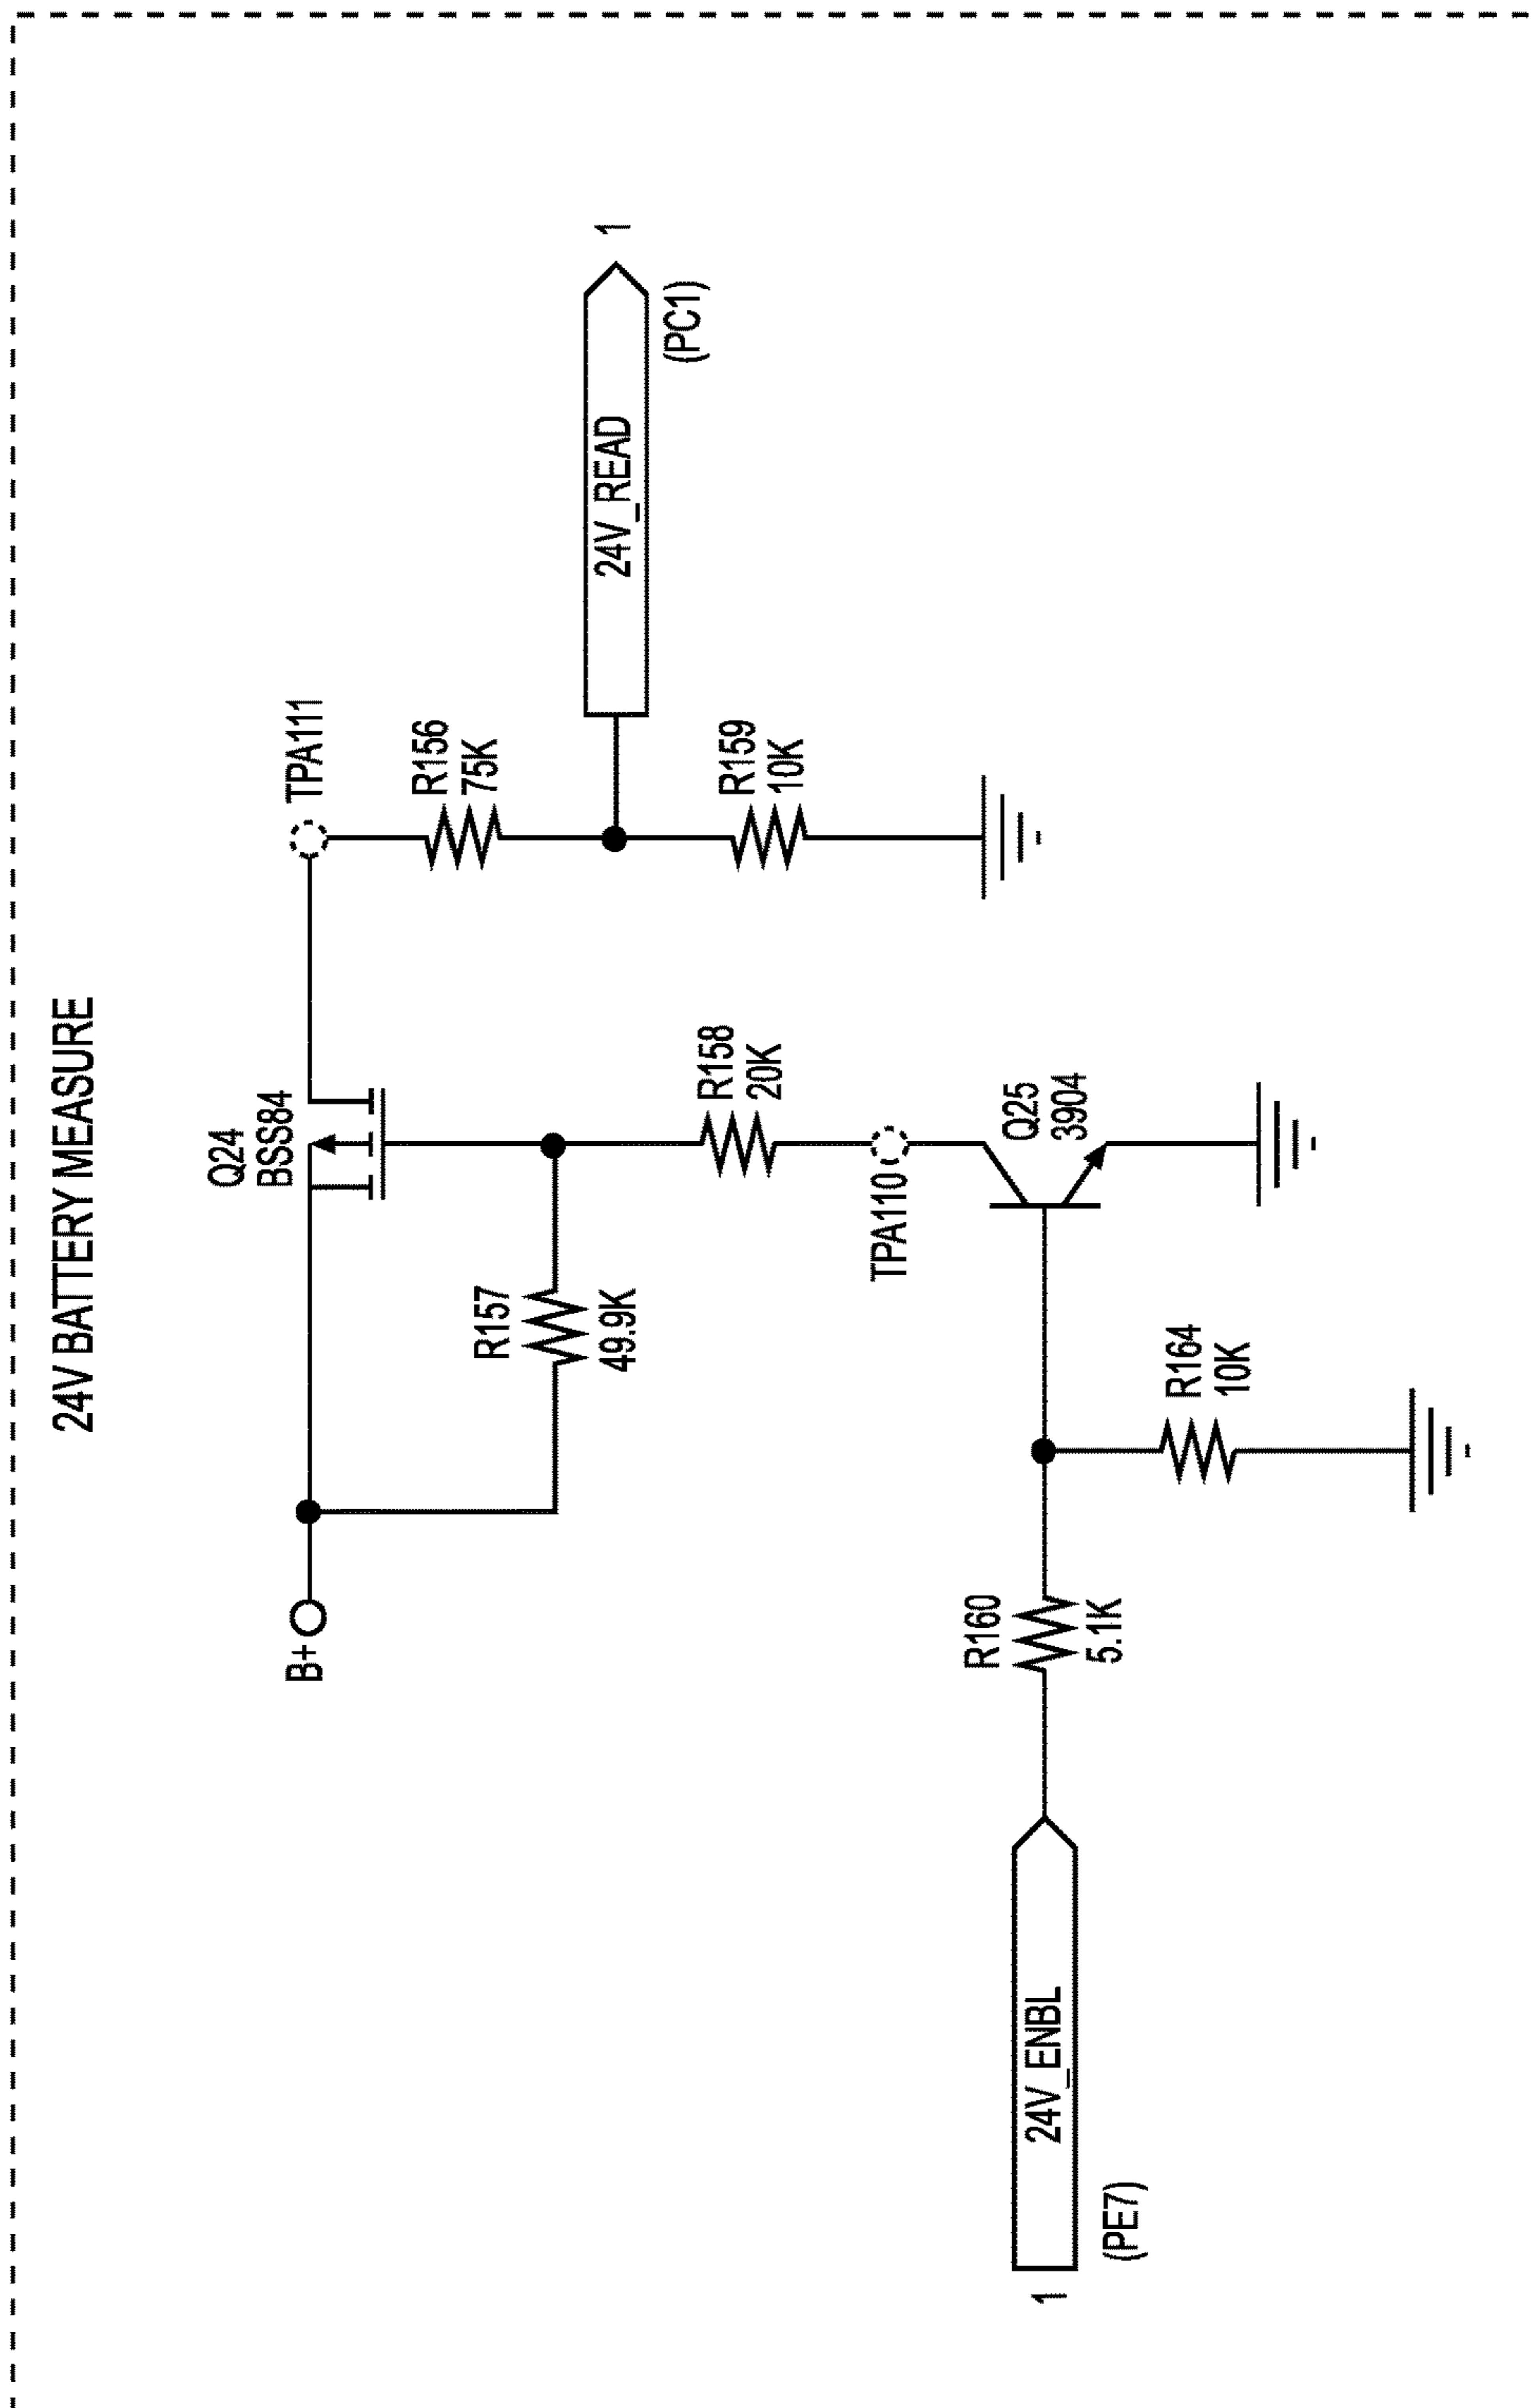 24V BATTERY MEASURE
Q24
BSS84
TPA111
B+
R156
75K
R157
49.9K
24V_READ
1
(PC1)
R158
20K
R159
10K
TPA110
R160
5.1K
Q25
3904
1
24V_ENBL
(PE7)
R164
10K